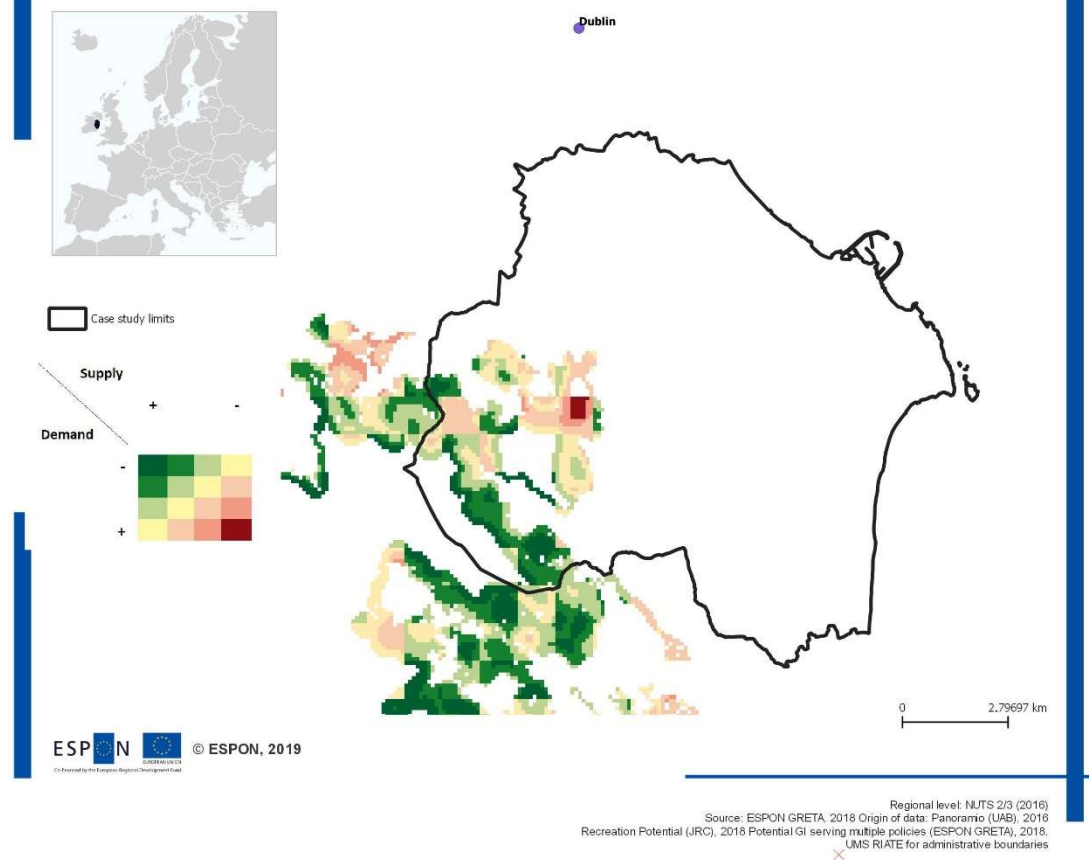 Dublin
Case study limits
Supply
+ -
Demand
-
+
0 2.79697 km
ESPON EUROPEAN UNION © ESPON, 2019
Co-financed by the European Regional Development Fund
Regional level: NUTS 2/3 (2016)
Source: ESPON GRETA, 2018 Origin of data: Panoramio (UAB), 2016
Recreation Potential (JRC), 2018 Potential GI serving multiple policies (ESPON GRETA), 2018.
UMS RIATE for administrative boundaries